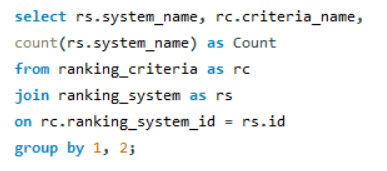 select rs.system_name, rc.criteria_name,
count(rs.system_name) as Count
from ranking_criteria as rc
join ranking_system as rs
on rc.ranking_system_id = rs.id
group by 1, 2;